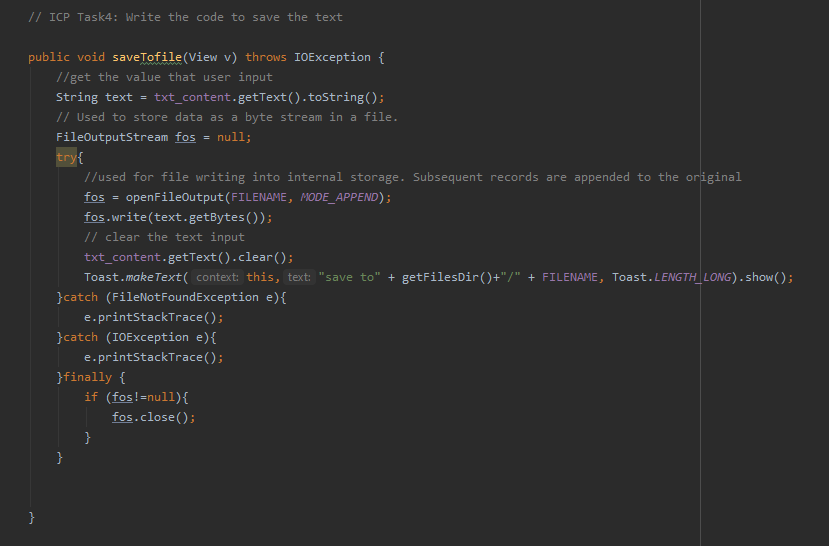 // ICP Task4: Write the code to save the text
public void saveTofile(View v) throws IOException {
//get the value that user input
String text = txt_content.getText().toString();
// Used to store data as a byte stream in a file.
FileOutputStream fos = null;
try{
//used for file writing into internal storage. Subsequent records are appended to the original
fos = openFileOutput(FILENAME, MODE_APPEND);
fos.write(text.getBytes());
// clear the text input
txt_content.getText().clear();
Toast.makeText( context: this, text: "save to" + getFilesDir()+"/" + FILENAME, Toast.LENGTH_LONG).show();
}catch (FileNotFoundException e){
e.printStackTrace();
}catch (IOException e){
e.printStackTrace();
}finally {
if (fos!=null){
fos.close();
}
}
}